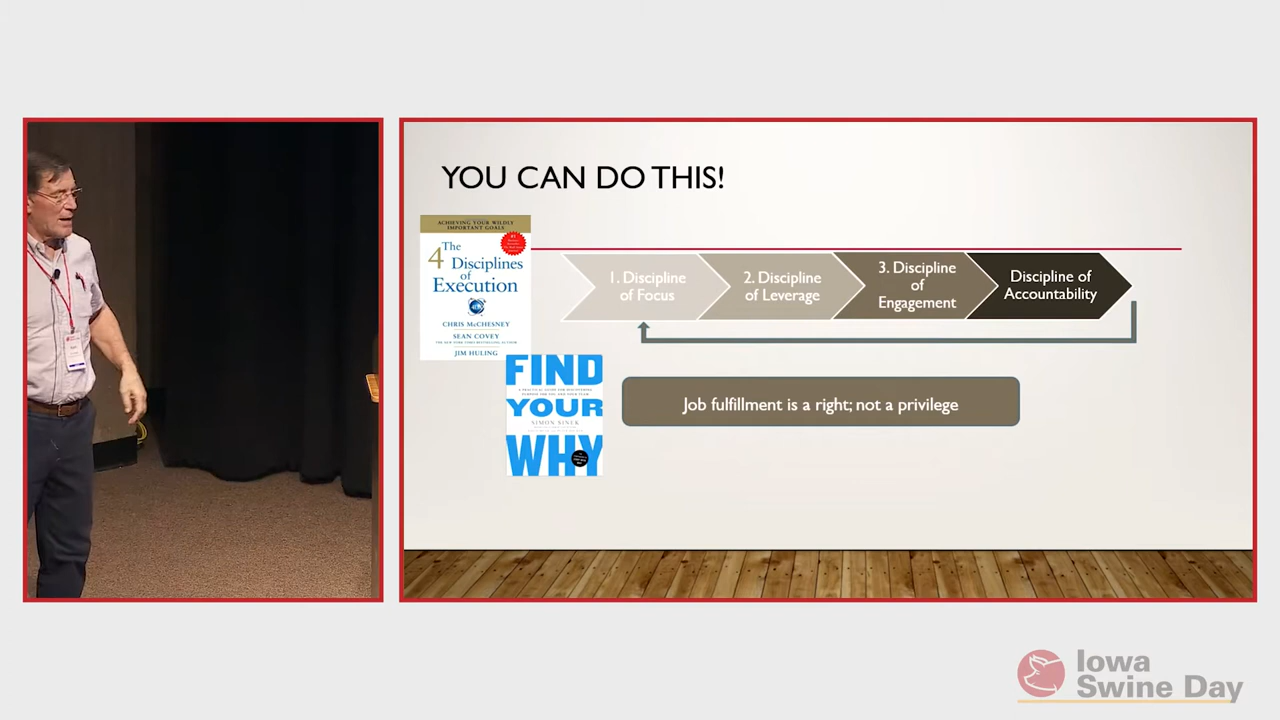 YOU CAN DO THIS!
ACHIEVING YOUR WILDLY
IMPORTANT GOALS
#1
The
4 Disciplines
of
Execution
CHRIS McCHESNEY
SEAN COVEY
JIM HULING
1. Discipline
of Focus
2. Discipline
of Leverage
3. Discipline
of
Engagement
Discipline of
Accountability
FIND
YOUR
SIMON SINEK
WHY
Job fulfillment is a right; not a privilege
Iowa
Swine Day